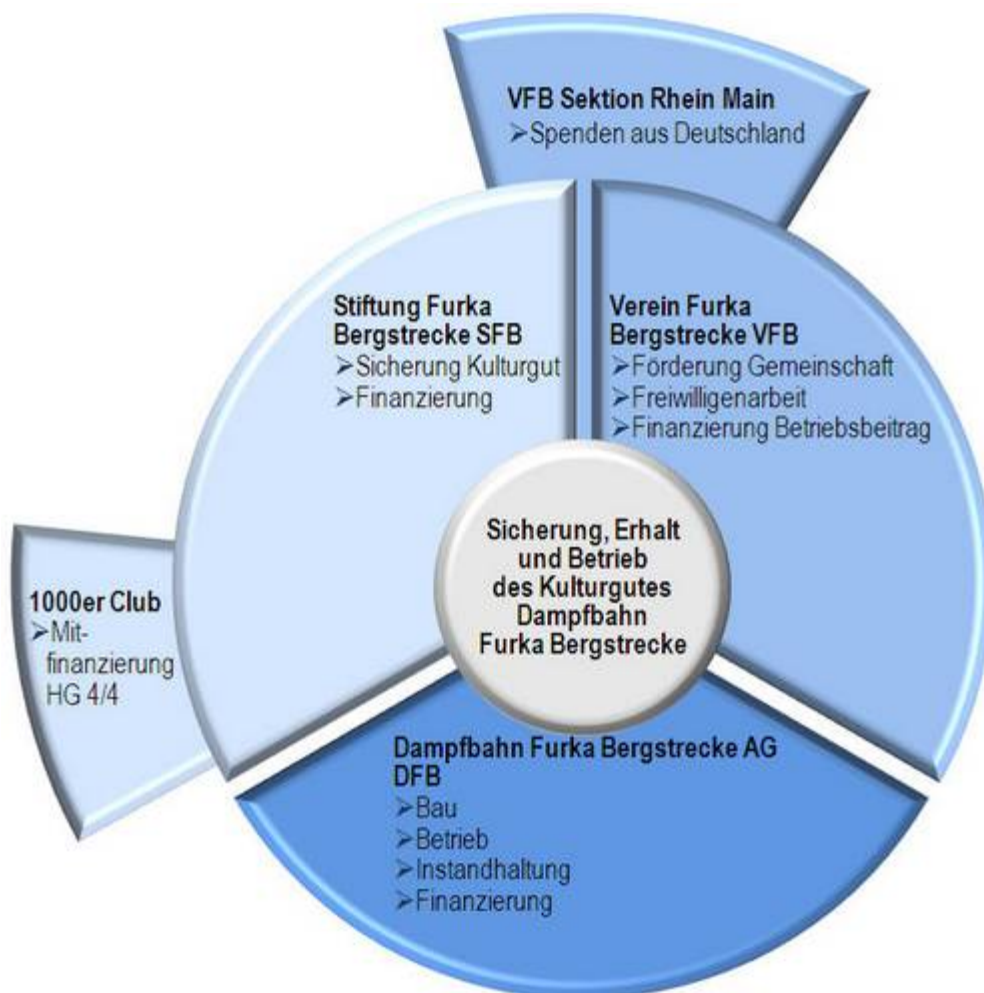 VFB Sektion Rhein Main
➢Spenden aus Deutschland
Stiftung Furka
Bergstrecke SFB
➢Sicherung Kulturgut
➢Finanzierung
Verein Furka
Bergstrecke VFB
➢Förderung Gemeinschaft
➢Freiwilligenarbeit
➢Finanzierung Betriebsbeitrag
Sicherung, Erhalt
und Betrieb
des Kulturgutes
Dampfbahn
Furka Bergstrecke
1000er Club
➢Mit-
finanzierung
HG 4/4
Dampfbahn Furka Bergstrecke AG
DFB
➢Bau
➢Betrieb
➢Instandhaltung
➢Finanzierung